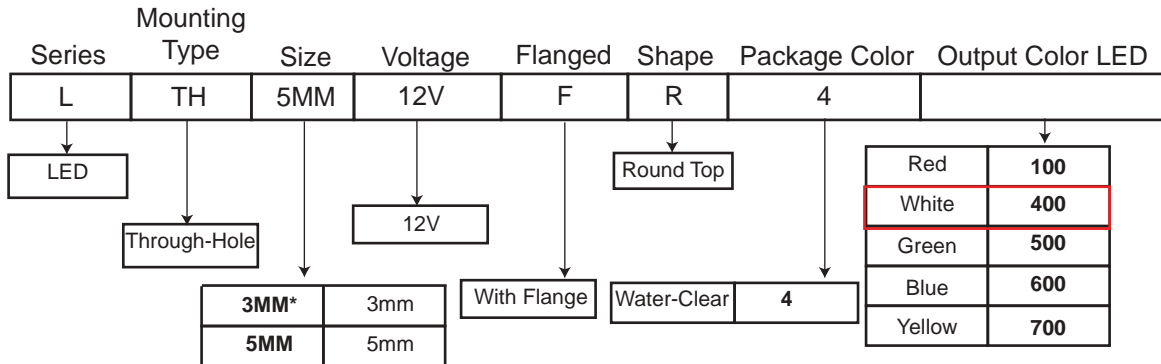 Series Mounting Type Size Voltage Flanged Shape Package Color Output Color LED
L TH 5MM 12V F R 4
LED
Through-Hole
3MM* 3mm
5MM 5mm
12V
With Flange
Round Top
Water-Clear 4
Red 100
White 400
Green 500
Blue 600
Yellow 700